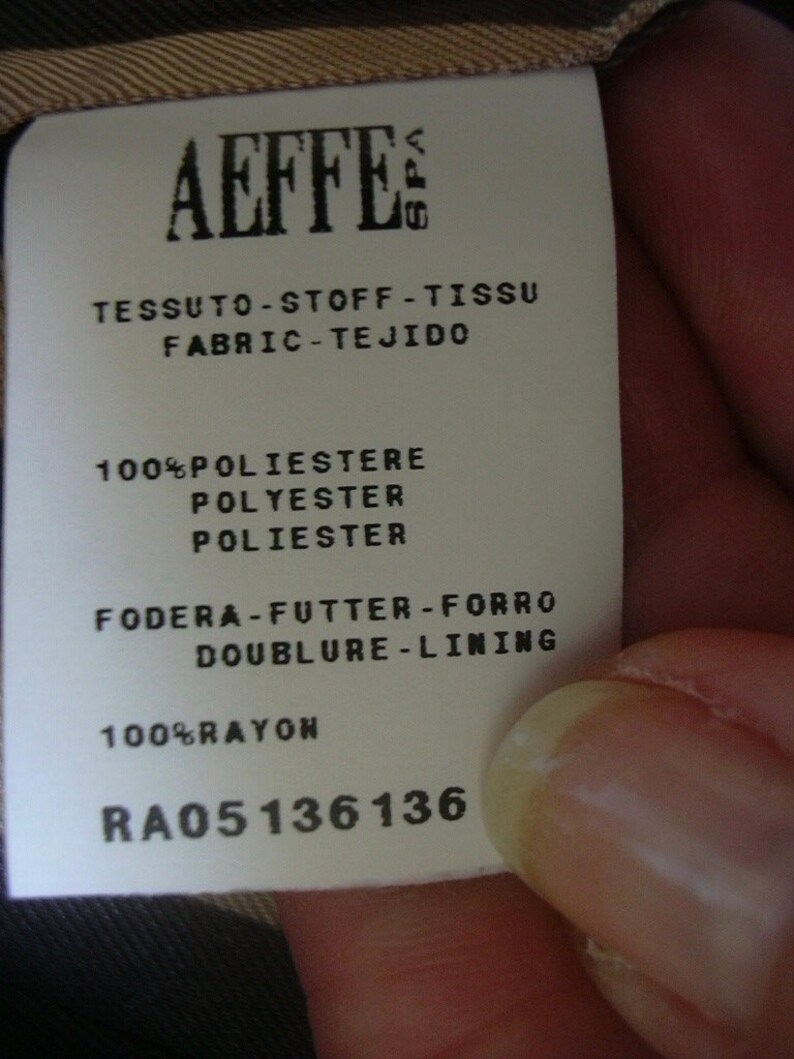 AEFFE SPA
TESSUTO-STOFF-TISSU
FABRIC-TEJIDO
100%POLIESTERE
POLYESTER
POLIESTER
FODERA-FUTTER-FORRO
DOUBLURE-LINING
100%RAYON
RA05136136